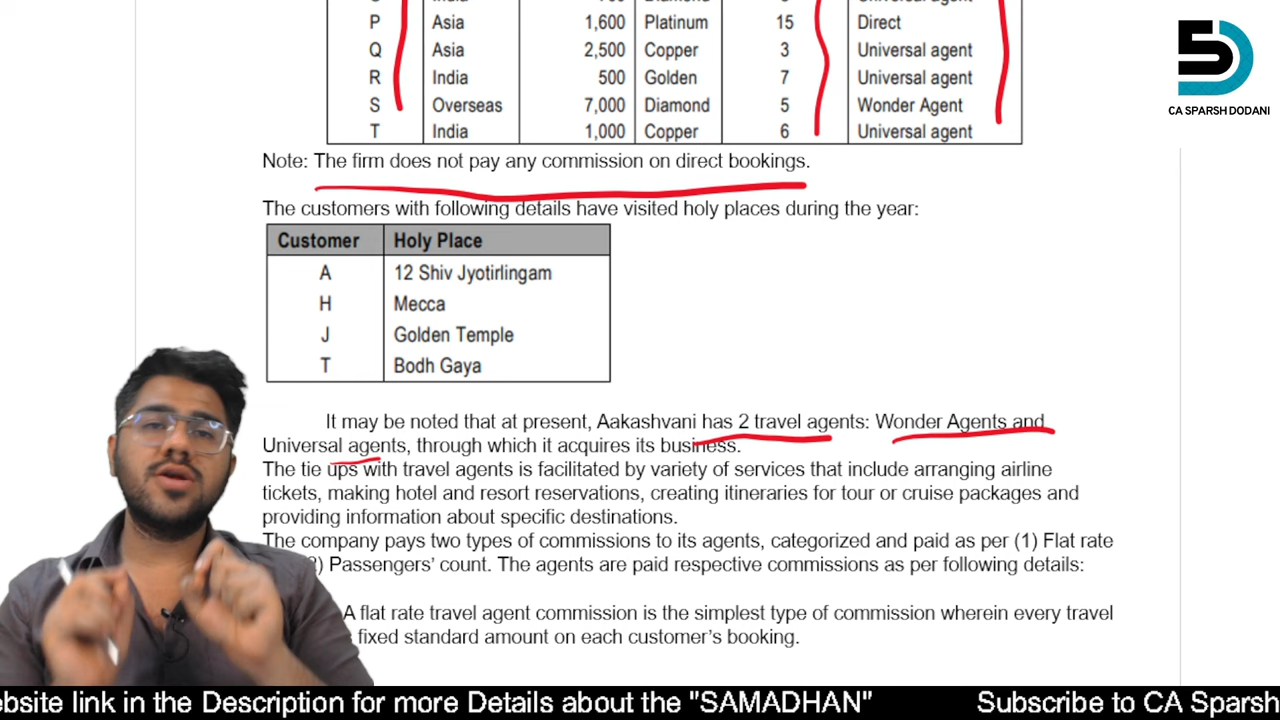 P Asia 1,600 Platinum 15 Direct
Q Asia 2,500 Copper 3 Universal agent
R India 500 Golden 7 Universal agent
S Overseas 7,000 Diamond 5 Wonder Agent
T India 1,000 Copper 6 Universal agent
CA SPARSH DODANI
Note: The firm does not pay any commission on direct bookings.
The customers with following details have visited holy places during the year:
Customer Holy Place
A 12 Shiv Jyotirlingam
H Mecca
J Golden Temple
T Bodh Gaya
It may be noted that at present, Aakashvani has 2 travel agents: Wonder Agents and
Universal agents, through which it acquires its business.
The tie ups with travel agents is facilitated by variety of services that include arranging airline
tickets, making hotel and resort reservations, creating itineraries for tour or cruise packages and
providing information about specific destinations.
The company pays two types of commissions to its agents, categorized and paid as per (1) Flat rate
) Passengers' count. The agents are paid respective commissions as per following details:
A flat rate travel agent commission is the simplest type of commission wherein every travel
fixed standard amount on each customer's booking.
ebsite link in the Description for more Details about the "SAMADHAN" Subscribe to CA Sparsh